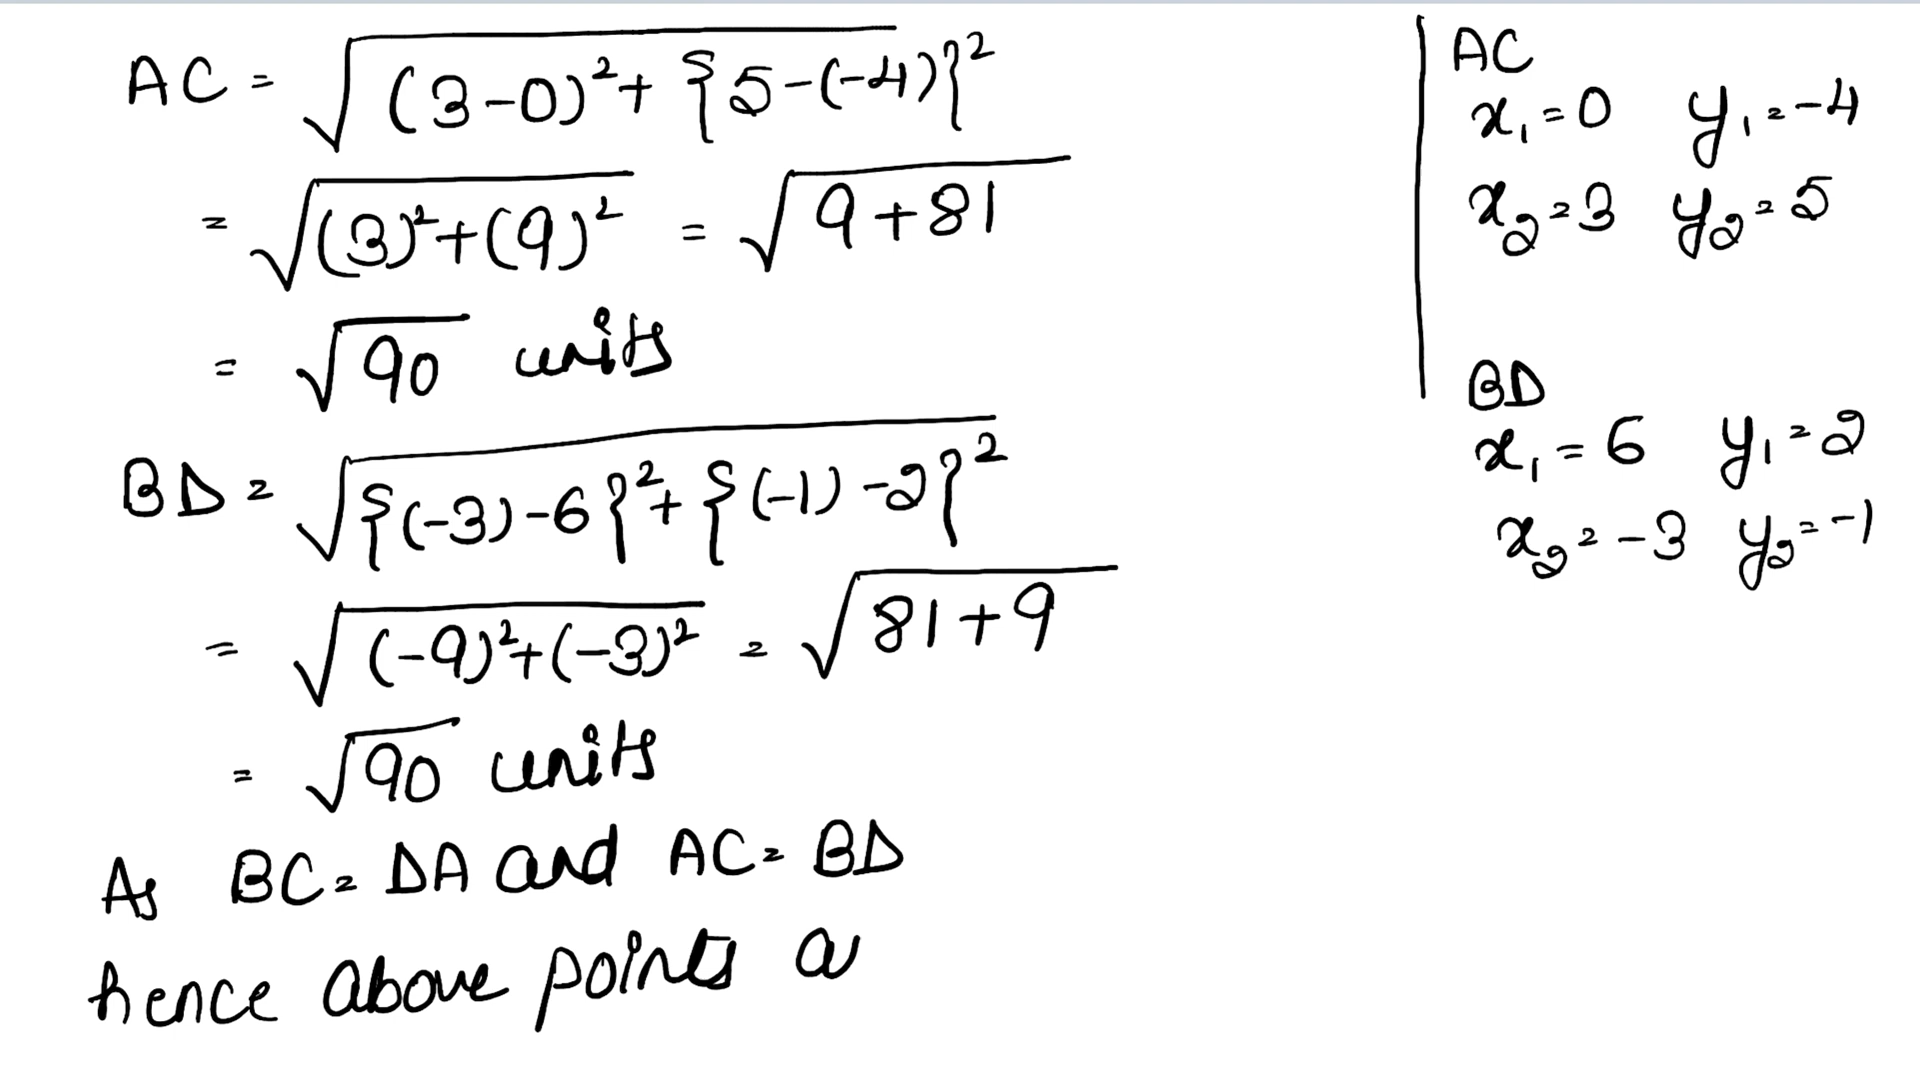 AC = √(3-0)²+{5-(-4)}²
= √(3)²+(9)² = √9+81
= √90 units
BD = √{(-3)-6}²+{(-1)-2}²
= √(-9)²+(-3)² = √81+9
= √90 units
As BC = DA and AC = BD
hence above points a
AC
x₁=0 y₁=-4
x₂=3 y₂=5
BD
x₁=6 y₁=2
x₂=-3 y₂=-1